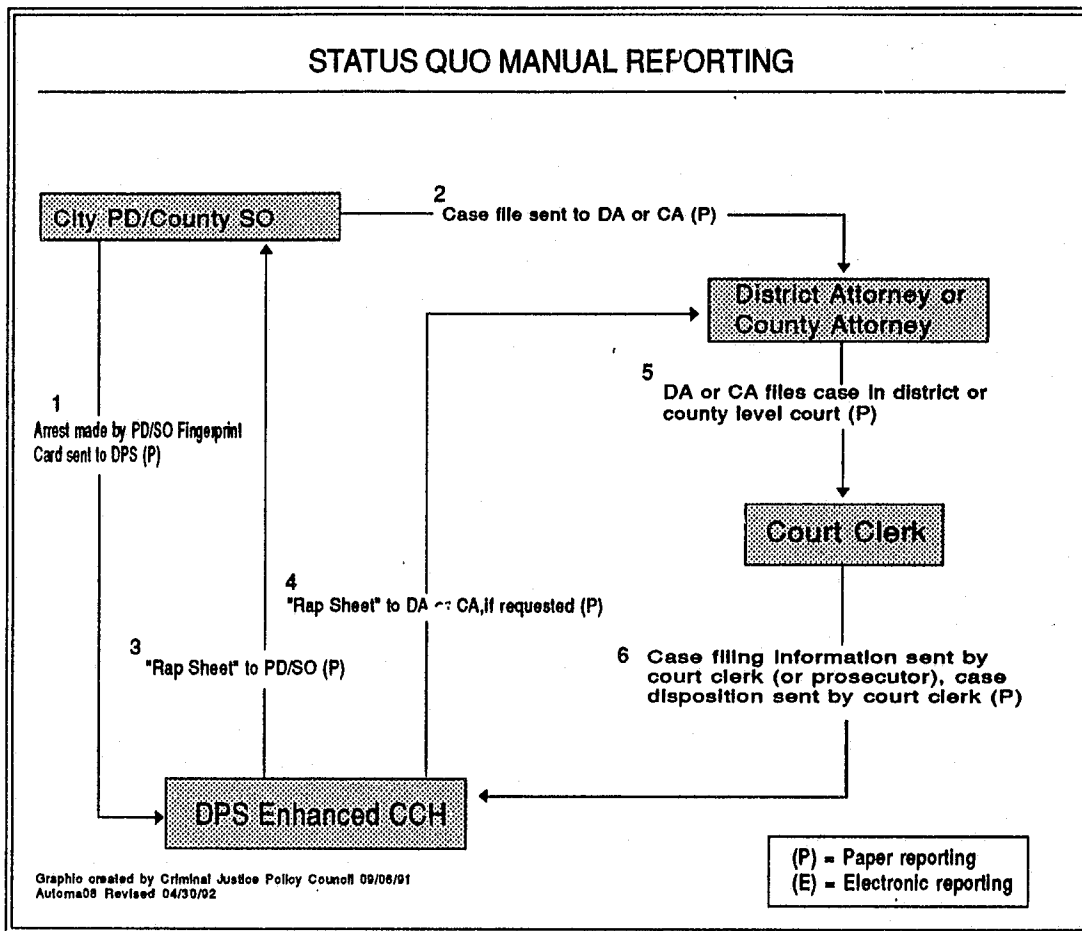 STATUS QUO MANUAL REPORTING
City PD/County SO
2
Case file sent to DA or CA (P)
District Attorney or
County Attorney
1
Arrest made by PD/SO Fingerprint
Card sent to DPS (P)
5
DA or CA files case in district or
county level court (P)
Court Clerk
4
"Rap Sheet" to DA or CA,if requested (P)
3
"Rap Sheet" to PD/SO (P)
6
Case filing information sent by
court clerk (or prosecutor), case
disposition sent by court clerk (P)
DPS Enhanced CCH
(P) = Paper reporting
(E) = Electronic reporting
Graphic created by Criminal Justice Policy Council 09/06/91
Automa08 Revised 04/30/92